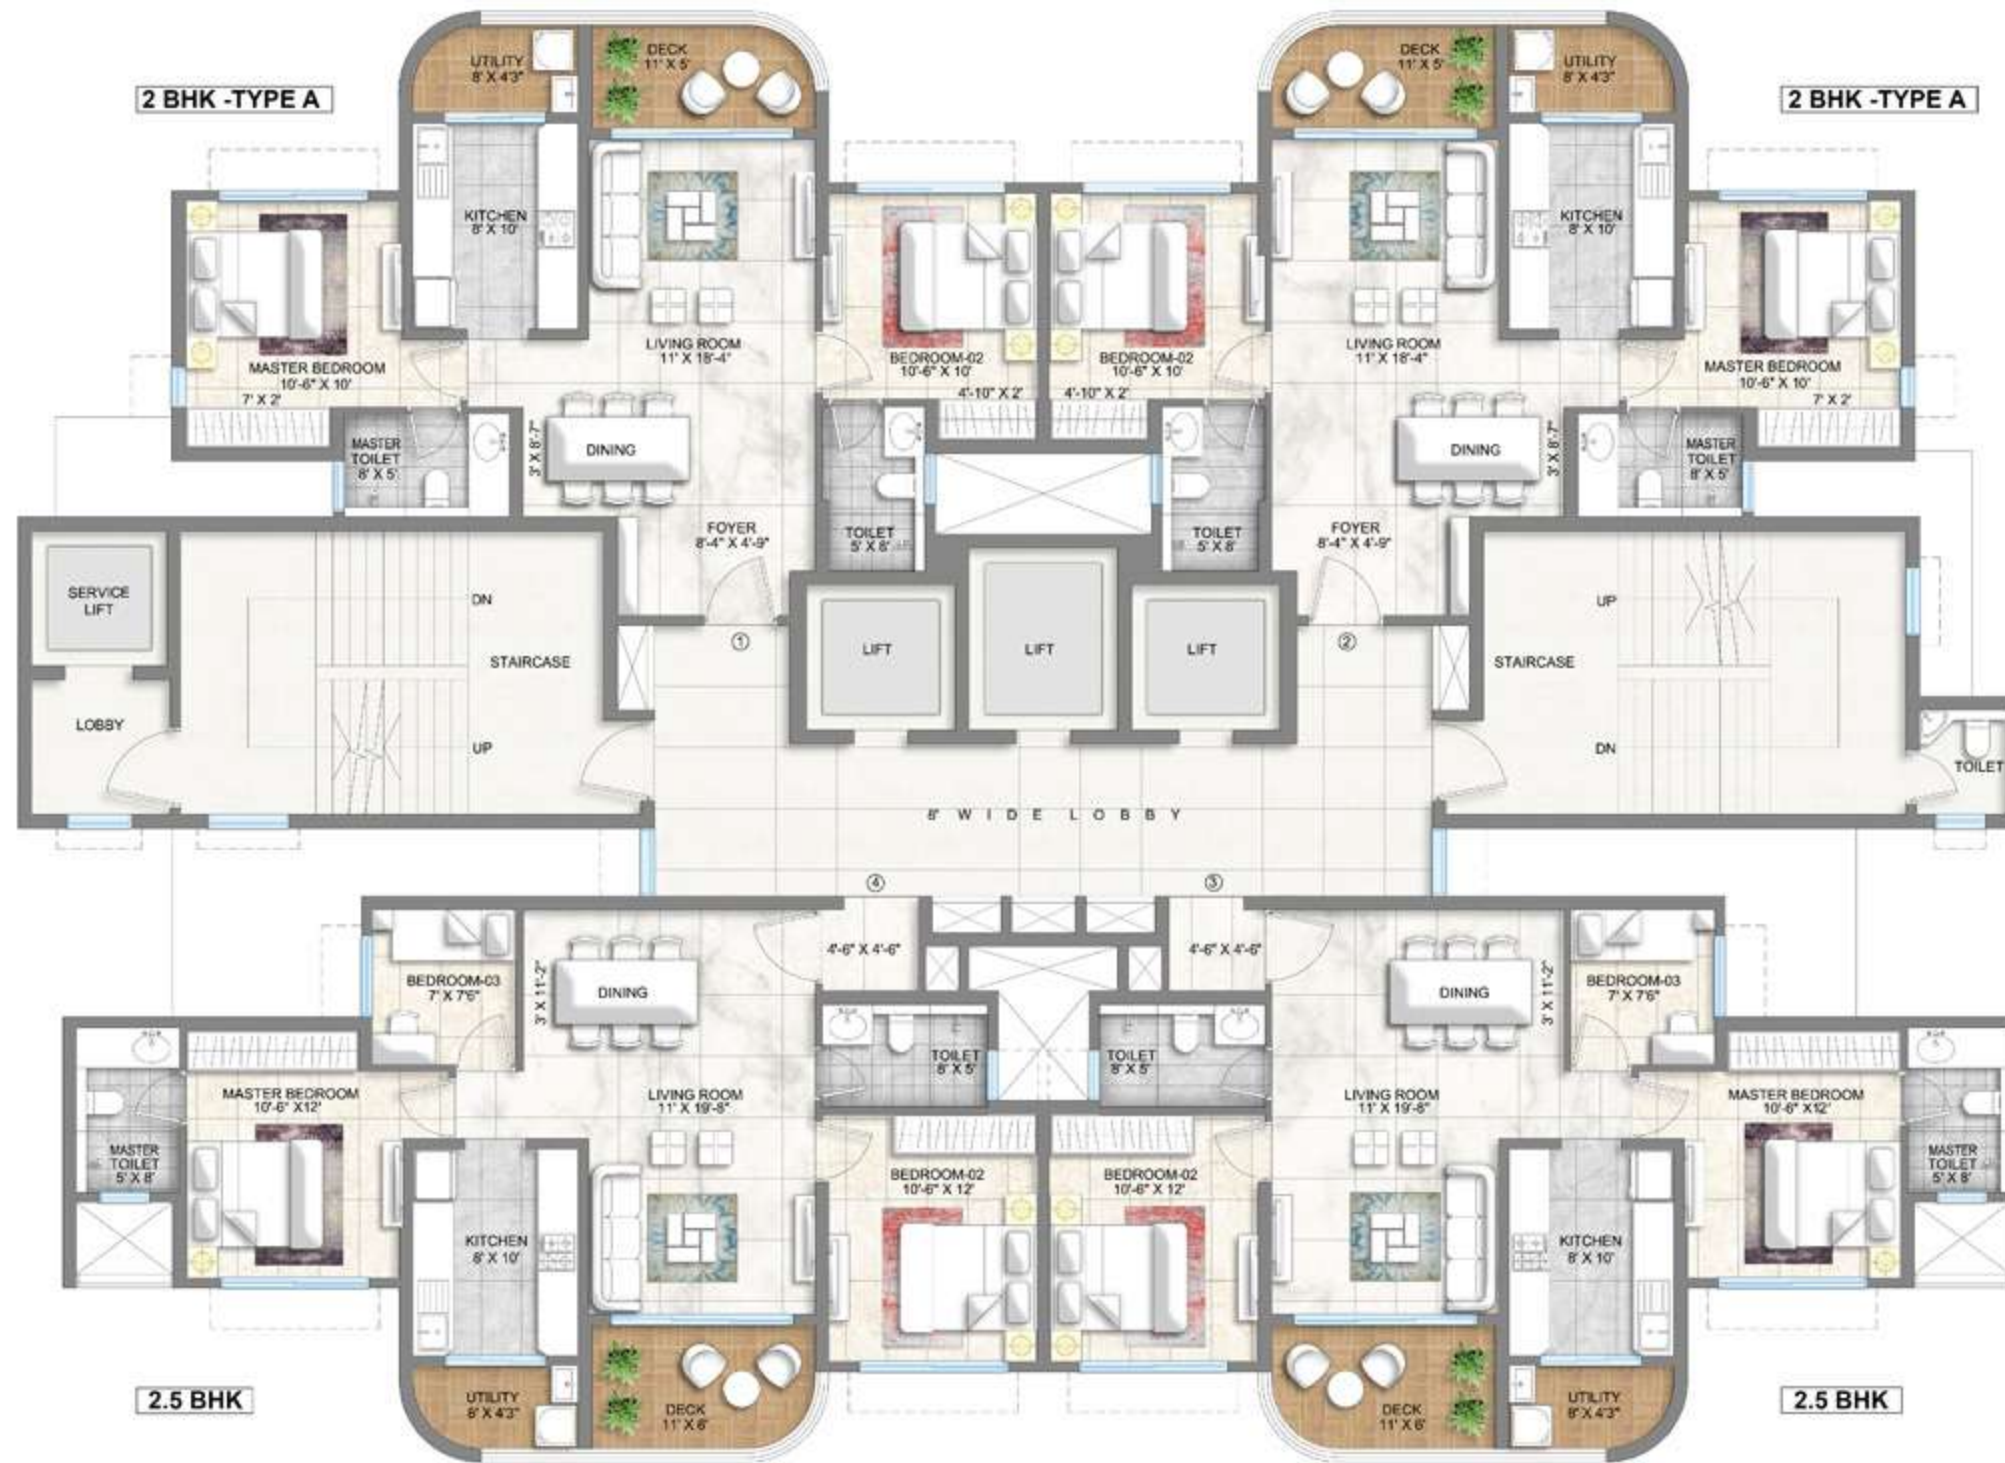 2 BHK -TYPE A
UTILITY
8' X 4'3"
DECK
11' X 5'
DECK
11' X 5'
UTILITY
8' X 4'3"
2 BHK -TYPE A
KITCHEN
8' X 10'
KITCHEN
8' X 10'
MASTER BEDROOM
10'-6" X 10'
7' X 2'
LIVING ROOM
11' X 18'-4"
BEDROOM-02
10'-6" X 10'
4'-10" X 2'
BEDROOM-02
10'-6" X 10'
4'-10" X 2'
LIVING ROOM
11' X 18'-4"
MASTER BEDROOM
10'-6" X 10'
7' X 2'
MASTER
TOILET
8' X 5'
3' X 8'-7"
DINING
DINING
3' X 8'-7"
MASTER
TOILET
8' X 5'
FOYER
8'-4" X 4'-9"
TOILET
5' X 8'
TOILET
5' X 8'
FOYER
8'-4" X 4'-9"
SERVICE
LIFT
DN
STAIRCASE
UP
LOBBY
①
LIFT
LIFT
LIFT
②
UP
STAIRCASE
DN
TOILET
8' WIDE LOBBY
④
③
BEDROOM-03
7' X 7'6"
3' X 11'-2"
DINING
4'-6" X 4'-6"
4'-6" X 4'-6"
DINING
3' X 11'-2"
BEDROOM-03
7' X 7'6"
MASTER BEDROOM
10'-6" X12'
LIVING ROOM
11' X 19'-8"
TOILET
8' X 5'
TOILET
8' X 5'
LIVING ROOM
11' X 19'-8"
MASTER BEDROOM
10'-6" X12'
MASTER
TOILET
5' X 8'
BEDROOM-02
10'-6" X 12'
BEDROOM-02
10'-6" X 12'
MASTER
TOILET
5' X 8'
KITCHEN
8' X 10'
KITCHEN
8' X 10'
2.5 BHK
UTILITY
8' X 4'3"
DECK
11' X 6'
DECK
11' X 6'
UTILITY
8' X 4'3"
2.5 BHK